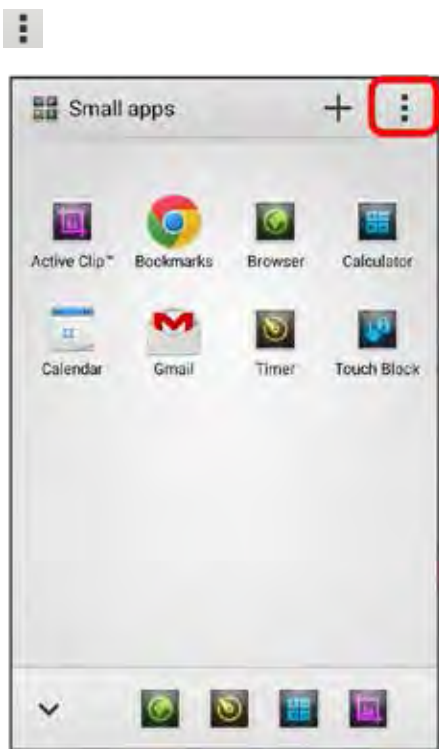 Small apps
Active Clip™ Bookmarks Browser Calculator
Calendar Gmail Timer Touch Block